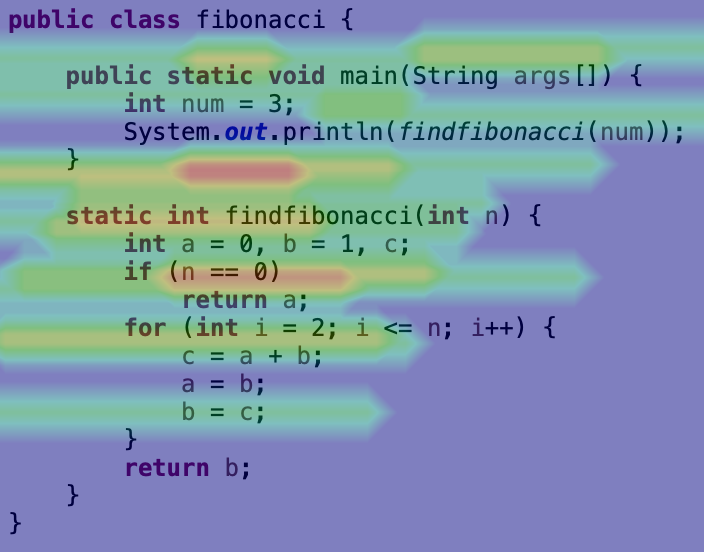 public class fibonacci {
public static void main(String args[]) {
int num = 3;
System.out.println(findfibonacci(num));
}
static int findfibonacci(int n) {
int a = 0, b = 1, c;
if (n == 0)
return a;
for (int i = 2; i <= n; i++) {
c = a + b;
a = b;
b = c;
}
return b;
}
}